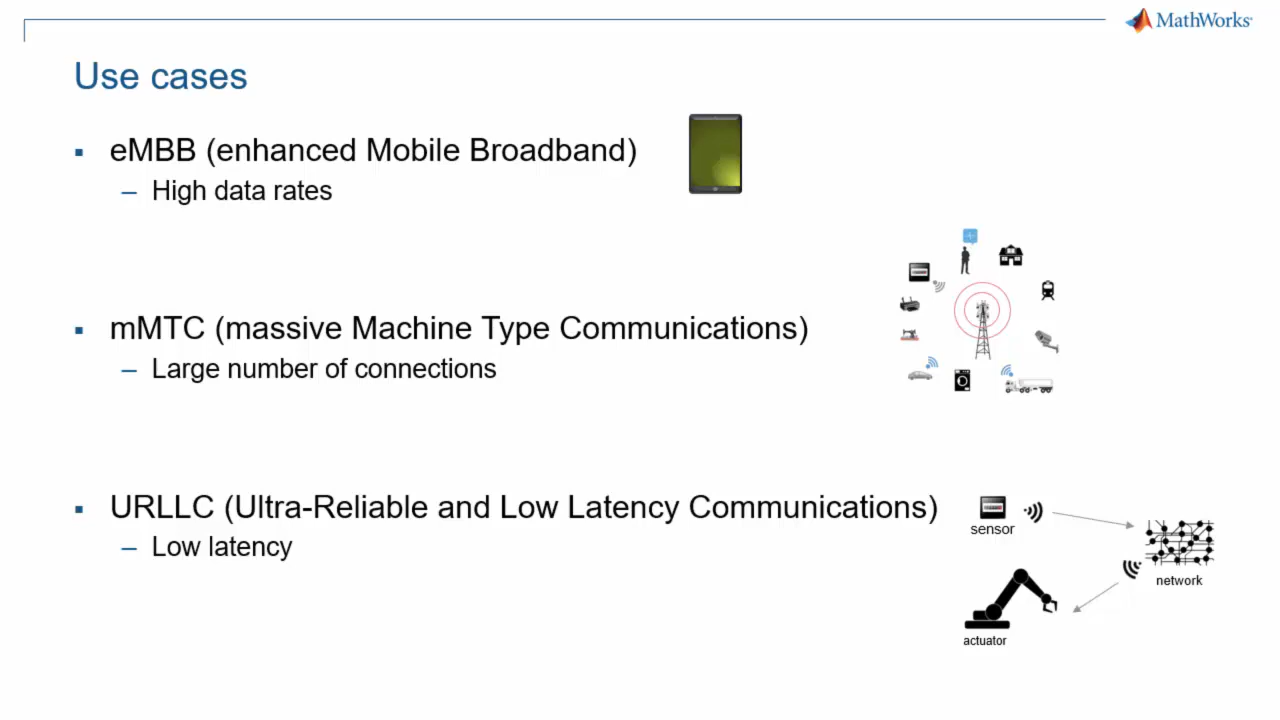 MathWorks
Use cases
▪ eMBB (enhanced Mobile Broadband)
– High data rates
▪ mMTC (massive Machine Type Communications)
– Large number of connections
▪ URLLC (Ultra-Reliable and Low Latency Communications)
– Low latency
sensor
network
actuator